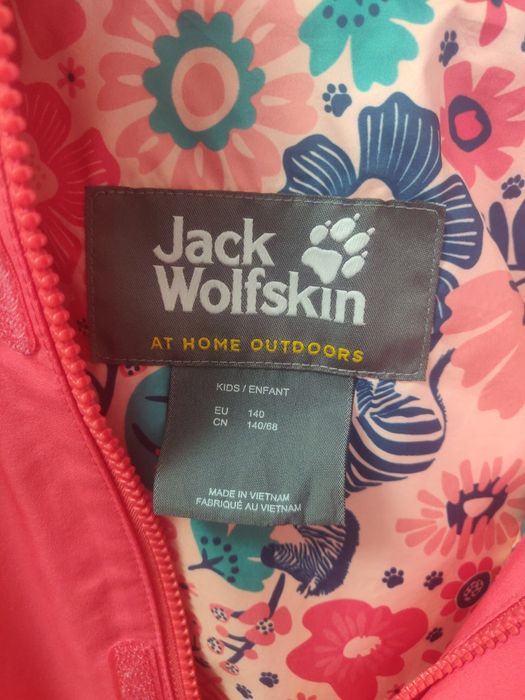 Jack
Wolfskin
AT HOME OUTDOORS
KIDS / ENFANT
EU 140
CN 140/68
MADE IN VIETNAM
FABRIQUÉ AU VIETNAM